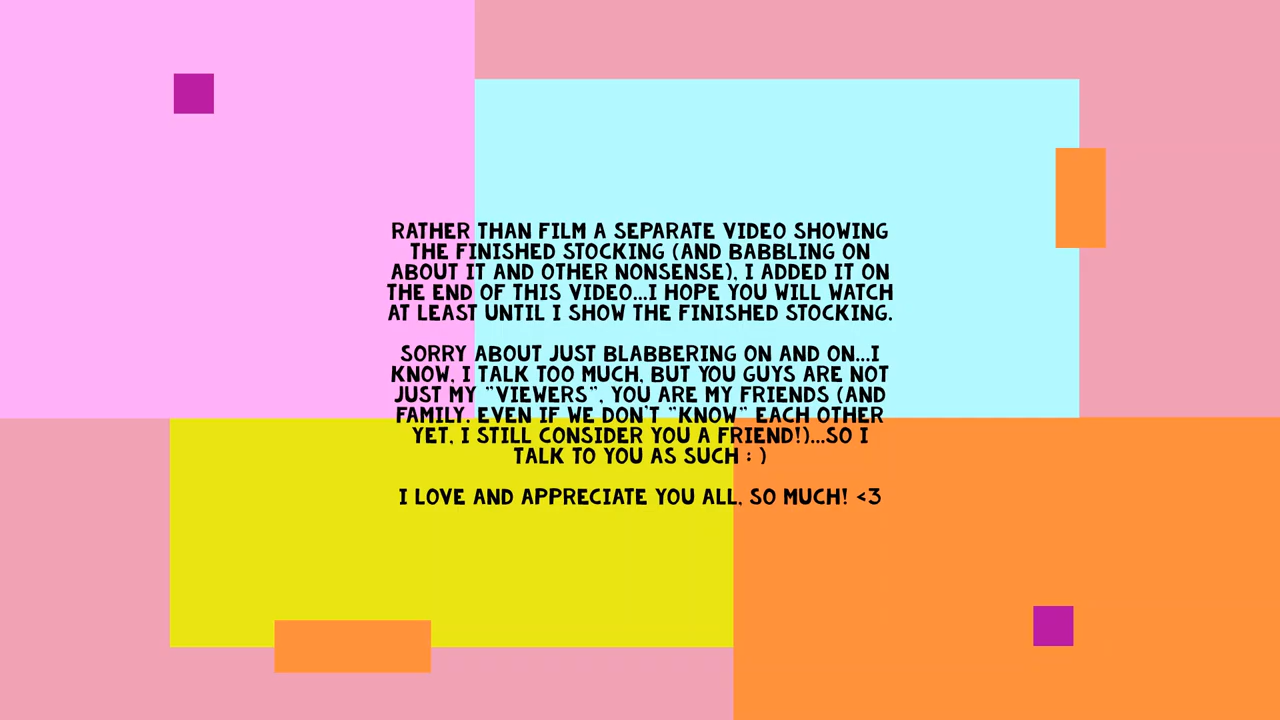 RATHER THAN FILM A SEPARATE VIDEO SHOWING
THE FINISHED STOCKING (AND BABBLING ON
ABOUT IT AND OTHER NONSENSE), I ADDED IT ON
THE END OF THIS VIDEO...I HOPE YOU WILL WATCH
AT LEAST UNTIL I SHOW THE FINISHED STOCKING.
SORRY ABOUT JUST BLABBERING ON AND ON...I
KNOW, I TALK TOO MUCH, BUT YOU GUYS ARE NOT
JUST MY "VIEWERS", YOU ARE MY FRIENDS (AND
FAMILY. EVEN IF WE DON'T "KNOW" EACH OTHER
YET, I STILL CONSIDER YOU A FRIEND!)...SO I
TALK TO YOU AS SUCH : )
I LOVE AND APPRECIATE YOU ALL, SO MUCH! <3